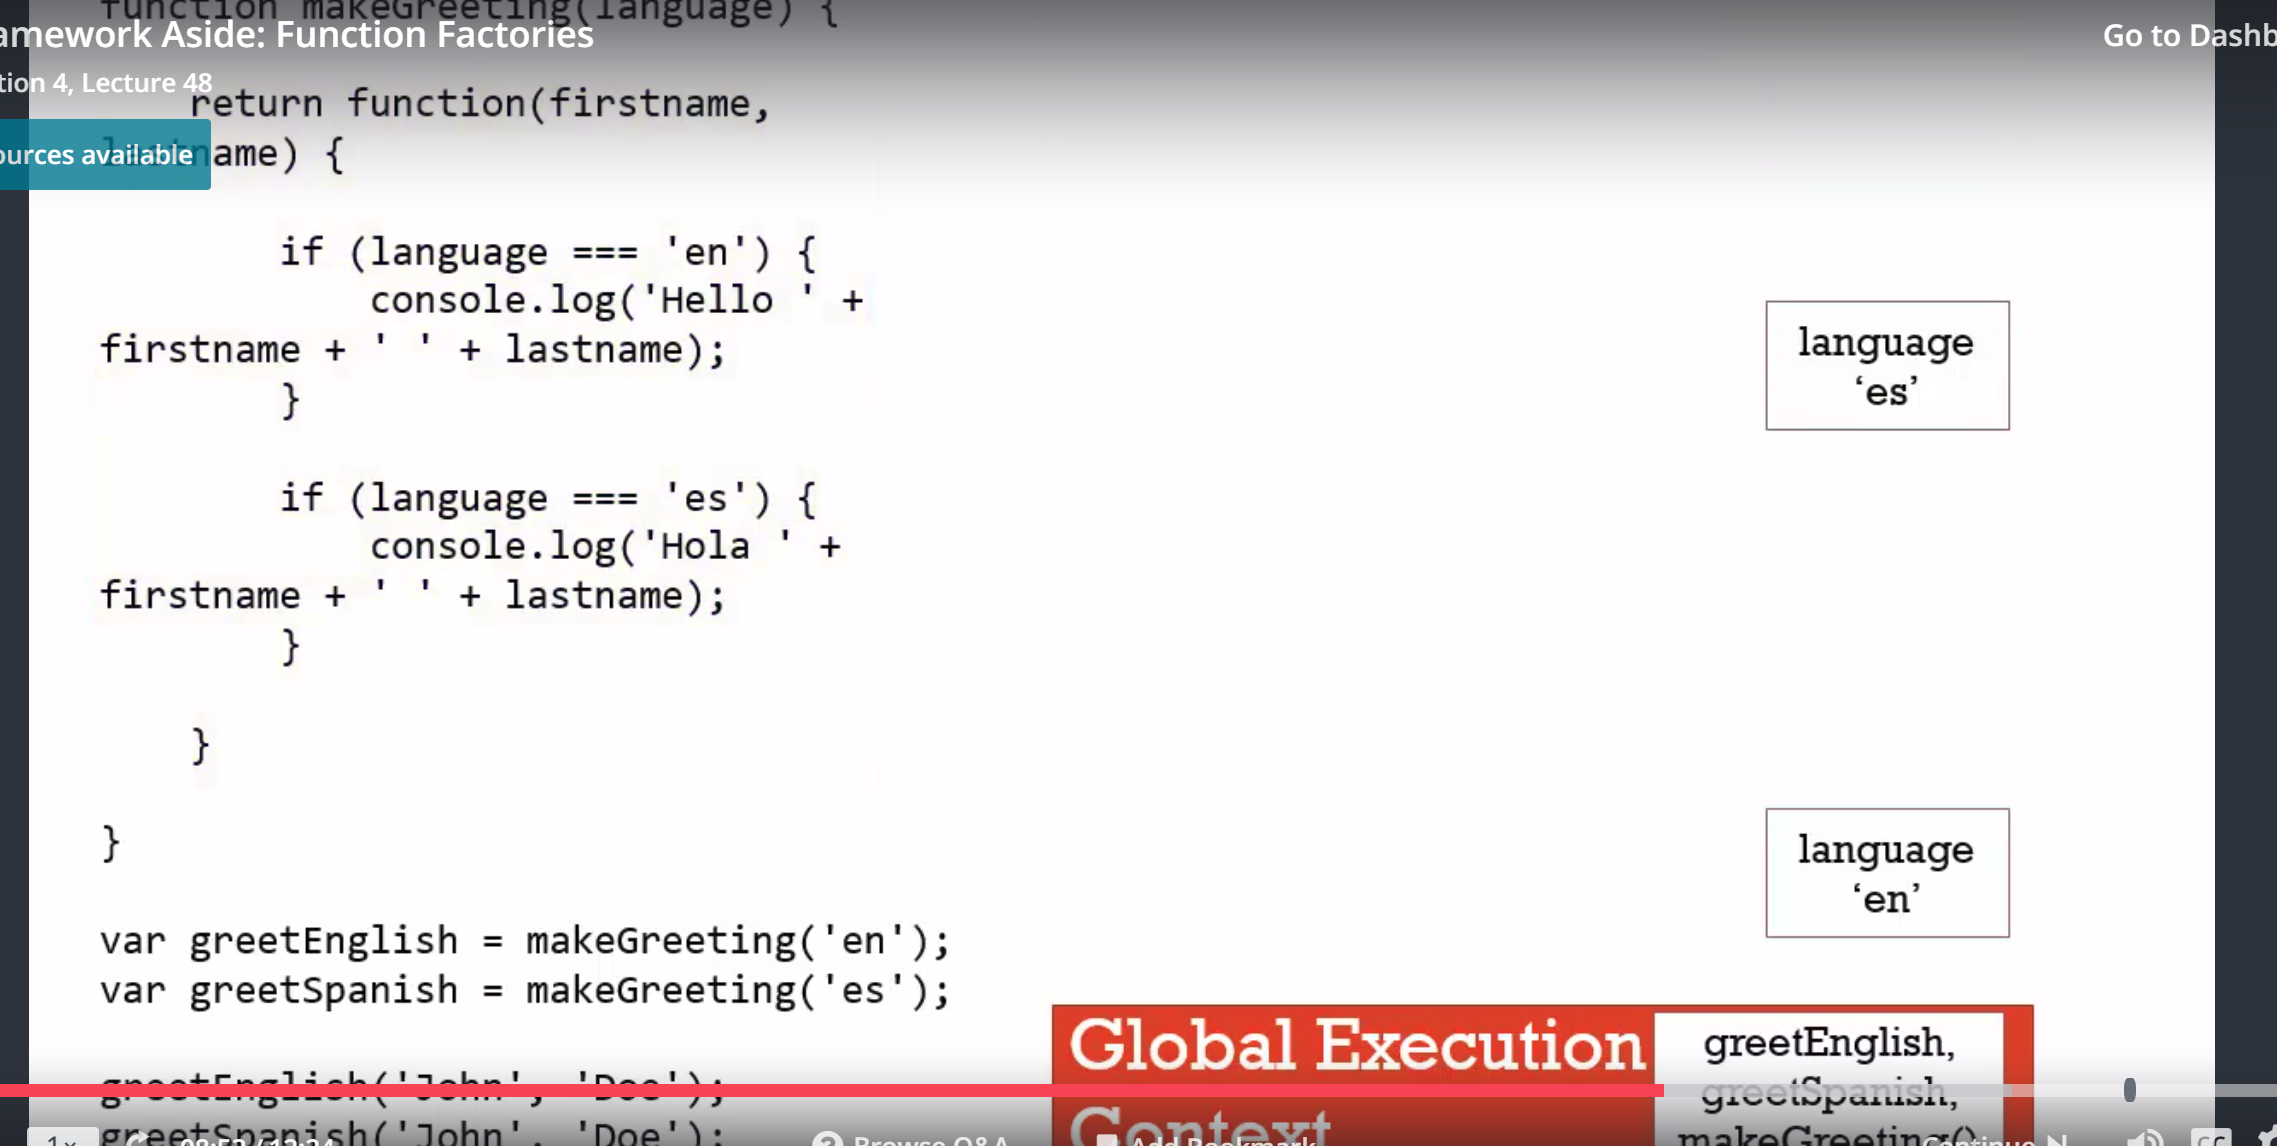 function makeGreeting(language) {
amework Aside: Function Factories
Go to Dashb
tion 4, Lecture 48
return function(firstname,
lastname) {
ources available
if (language === 'en') {
console.log('Hello ' +
firstname + ' ' + lastname);
}
if (language === 'es') {
console.log('Hola ' +
firstname + ' ' + lastname);
}
}
}
var greetEnglish = makeGreeting('en');
var greetSpanish = makeGreeting('es');
greetEnglish('John', 'Doe');
greetSpanish('John', 'Doe');
language
‘es’
language
‘en’
Global Execution
Context
greetEnglish,
greetSpanish,
makeGreeting()
1x
08:53 / 12:34
Browse Q&A
Add Bookmark
Continue
CC